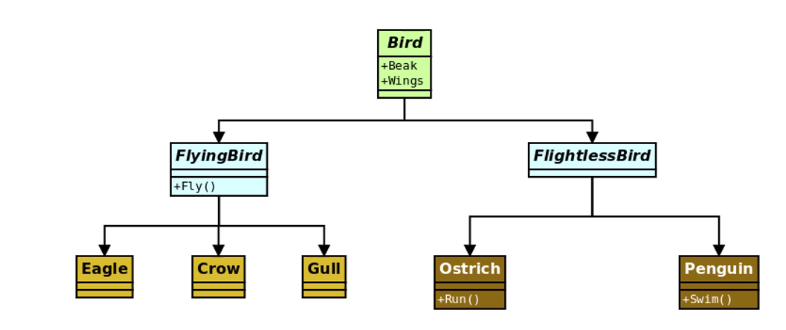 Bird
+Beak
+Wings
FlyingBird
+Fly()
FlightlessBird
Eagle
Crow
Gull
Ostrich
+Run()
Penguin
+Swim()